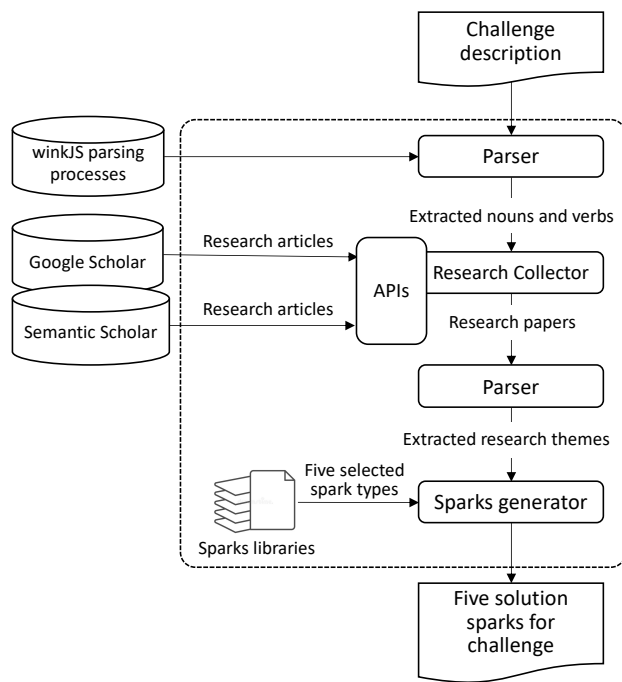 Challenge
description
winkJS parsing
processes
Parser
Extracted nouns and verbs
Google Scholar
Research articles
APIs
Research Collector
Semantic Scholar
Research articles
Research papers
Parser
Extracted research themes
Five selected
spark types
Sparks libraries
Sparks generator
Five solution
sparks for
challenge